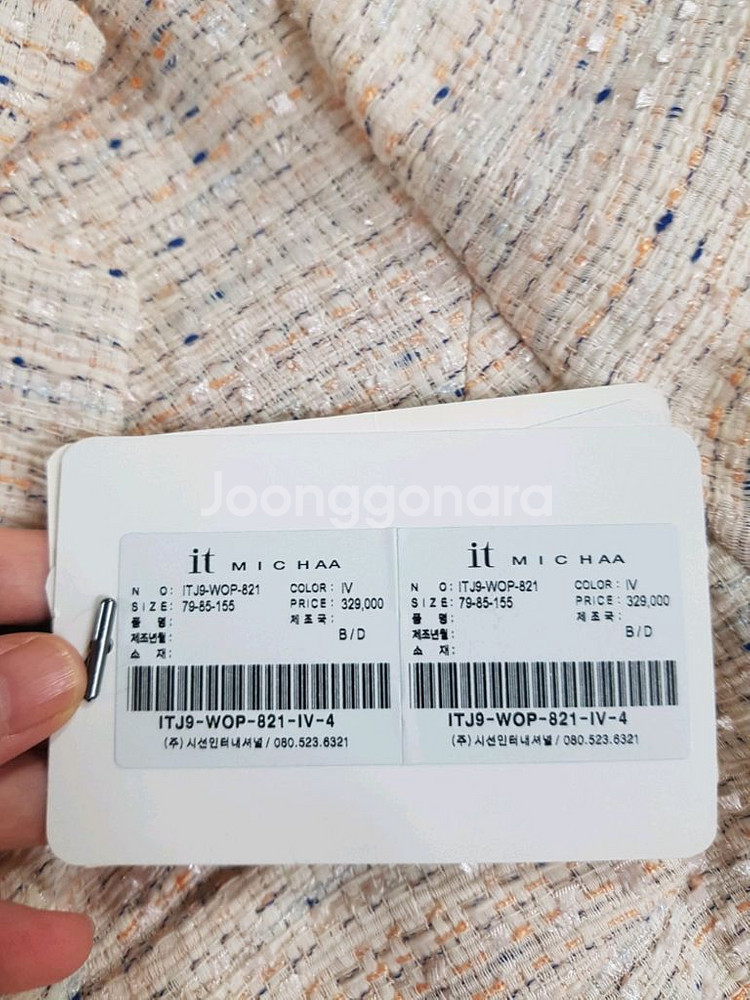 Joonggonara
it MICHAA
N O: ITJ9-WOP-821 COLOR: IV
SIZE: 79-85-155 PRICE: 329,000
품 명: 제조국:
제조년월: B/D
소 재:
ITJ9-WOP-821-IV-4
(주)시선인터내셔널/080.523.6321
it MICHAA
N O: ITJ9-WOP-821 COLOR: IV
SIZE: 79-85-155 PRICE: 329,000
품 명: 제조국:
제조년월: B/D
소 재:
ITJ9-WOP-821-IV-4
(주)시선인터내셔널/080.523.6321